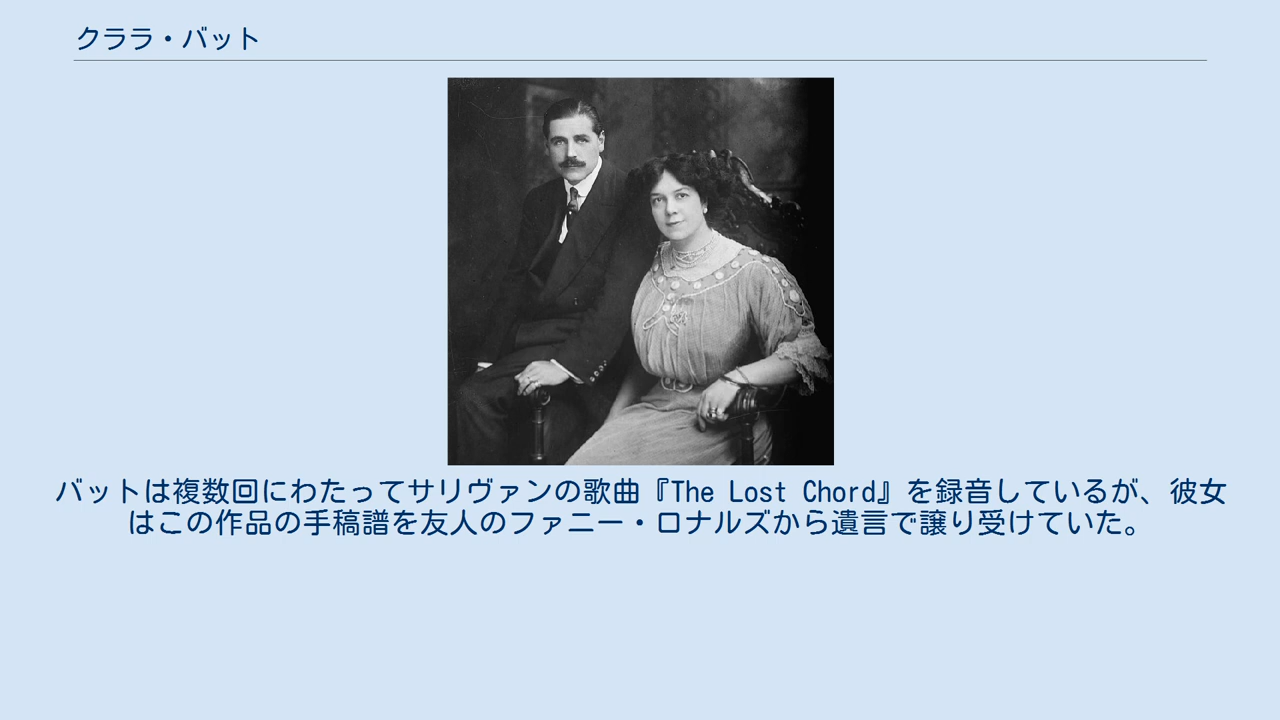 クララ・バット
バットは複数回にわたってサリヴァンの歌曲『The Lost Chord』を録音しているが、彼女
はこの作品の手稿譜を友人のファニー・ロナルズから遺言で譲り受けていた。